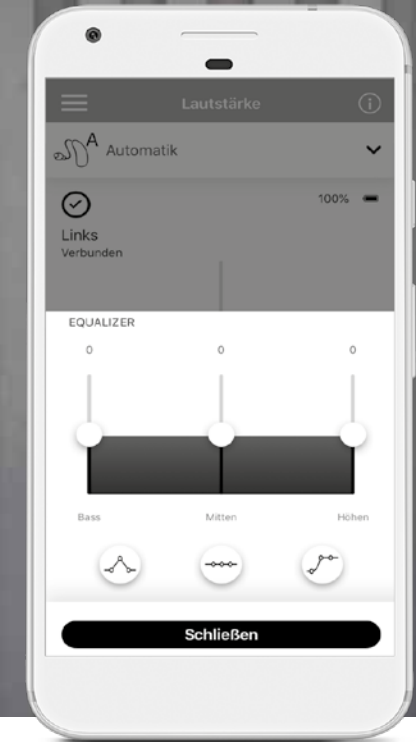 Lautstärke
A
Automatik
100%
Links
Verbunden
EQUALIZER
0 0 0
Bass Mitten Höhen
Schließen